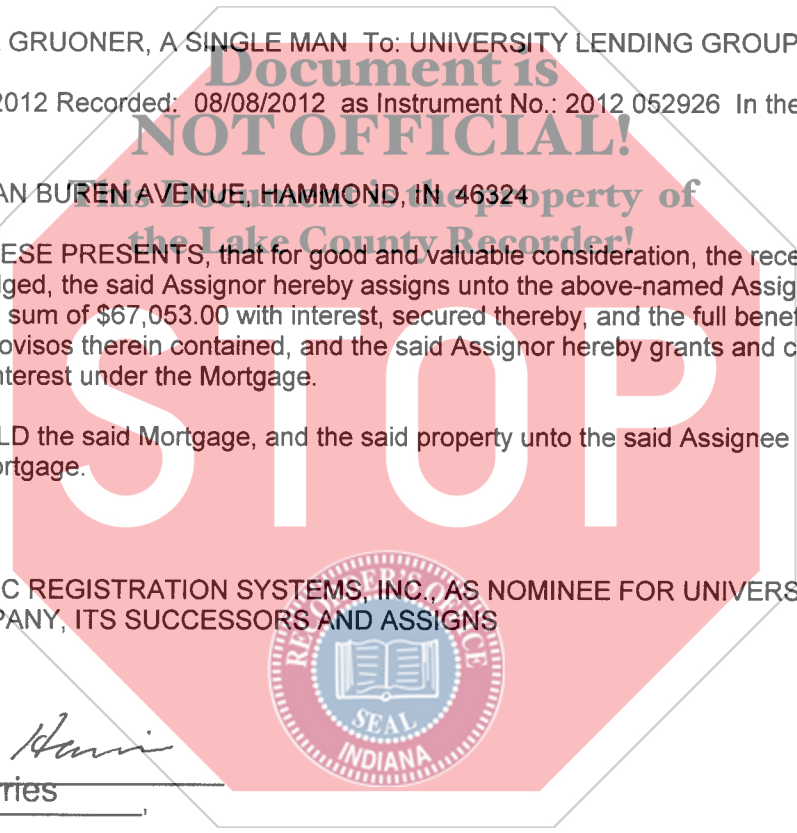 GRUONER, A SINGLE MAN To: UNIVERSITY LENDING GROUP
Document is
2012 Recorded: 08/08/2012 as Instrument No.: 2012 052926 In the
NOT OFFICIAL!
AN BUREN AVENUE, HAMMOND, IN 46324
This Document is the property of
the Lake County Recorder!
ESE PRESENTS, that for good and valuable consideration, the rece
ged, the said Assignor hereby assigns unto the above-named Assig
sum of $67,053.00 with interest, secured thereby, and the full benef
ovisos therein contained, and the said Assignor hereby grants and c
nterest under the Mortgage.
STOP
LD the said Mortgage, and the said property unto the said Assignee
ortgage.
C REGISTRATION SYSTEMS, INC., AS NOMINEE FOR UNIVERS
PANY, ITS SUCCESSORS AND ASSIGNS
RECORDER'S OFFICE
SEAL
INDIANA
rries